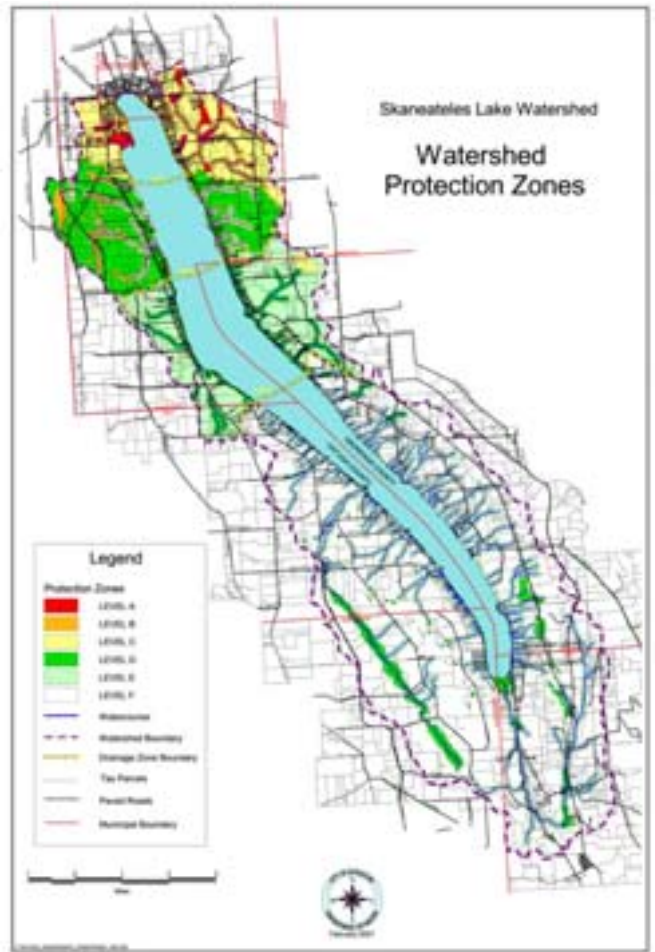 Skaneateles Lake Watershed
Watershed
Protection Zones
Legend
Protection Zones
LEVEL A
LEVEL B
LEVEL C
LEVEL D
LEVEL E
LEVEL F
Watercourse
Watershed Boundary
Drainage Zone Boundary
Tax Parcels
Paved Roads
Municipal Boundary
Miles